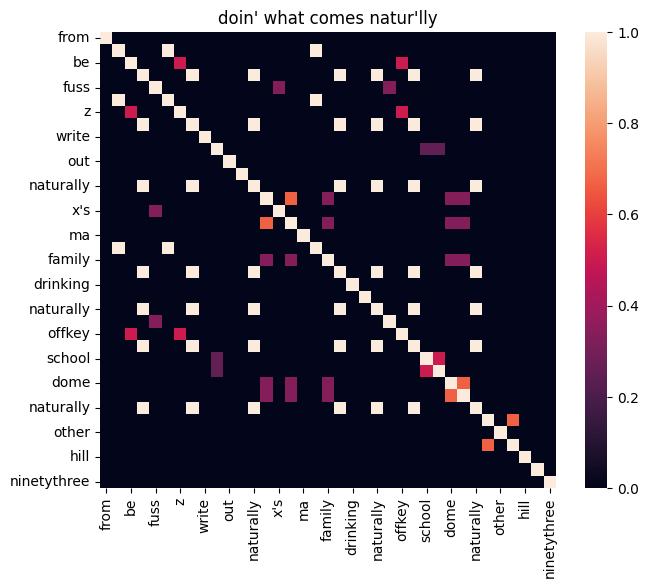 doin' what comes natur'lly
from
be
fuss
z
write
out
naturally
x's
ma
family
drinking
naturally
offkey
school
dome
naturally
other
hill
ninetythree
1.0
0.8
0.6
0.4
0.2
0.0
from
be
fuss
z
write
out
naturally
x's
ma
family
drinking
naturally
offkey
school
dome
naturally
other
hill
ninetythree